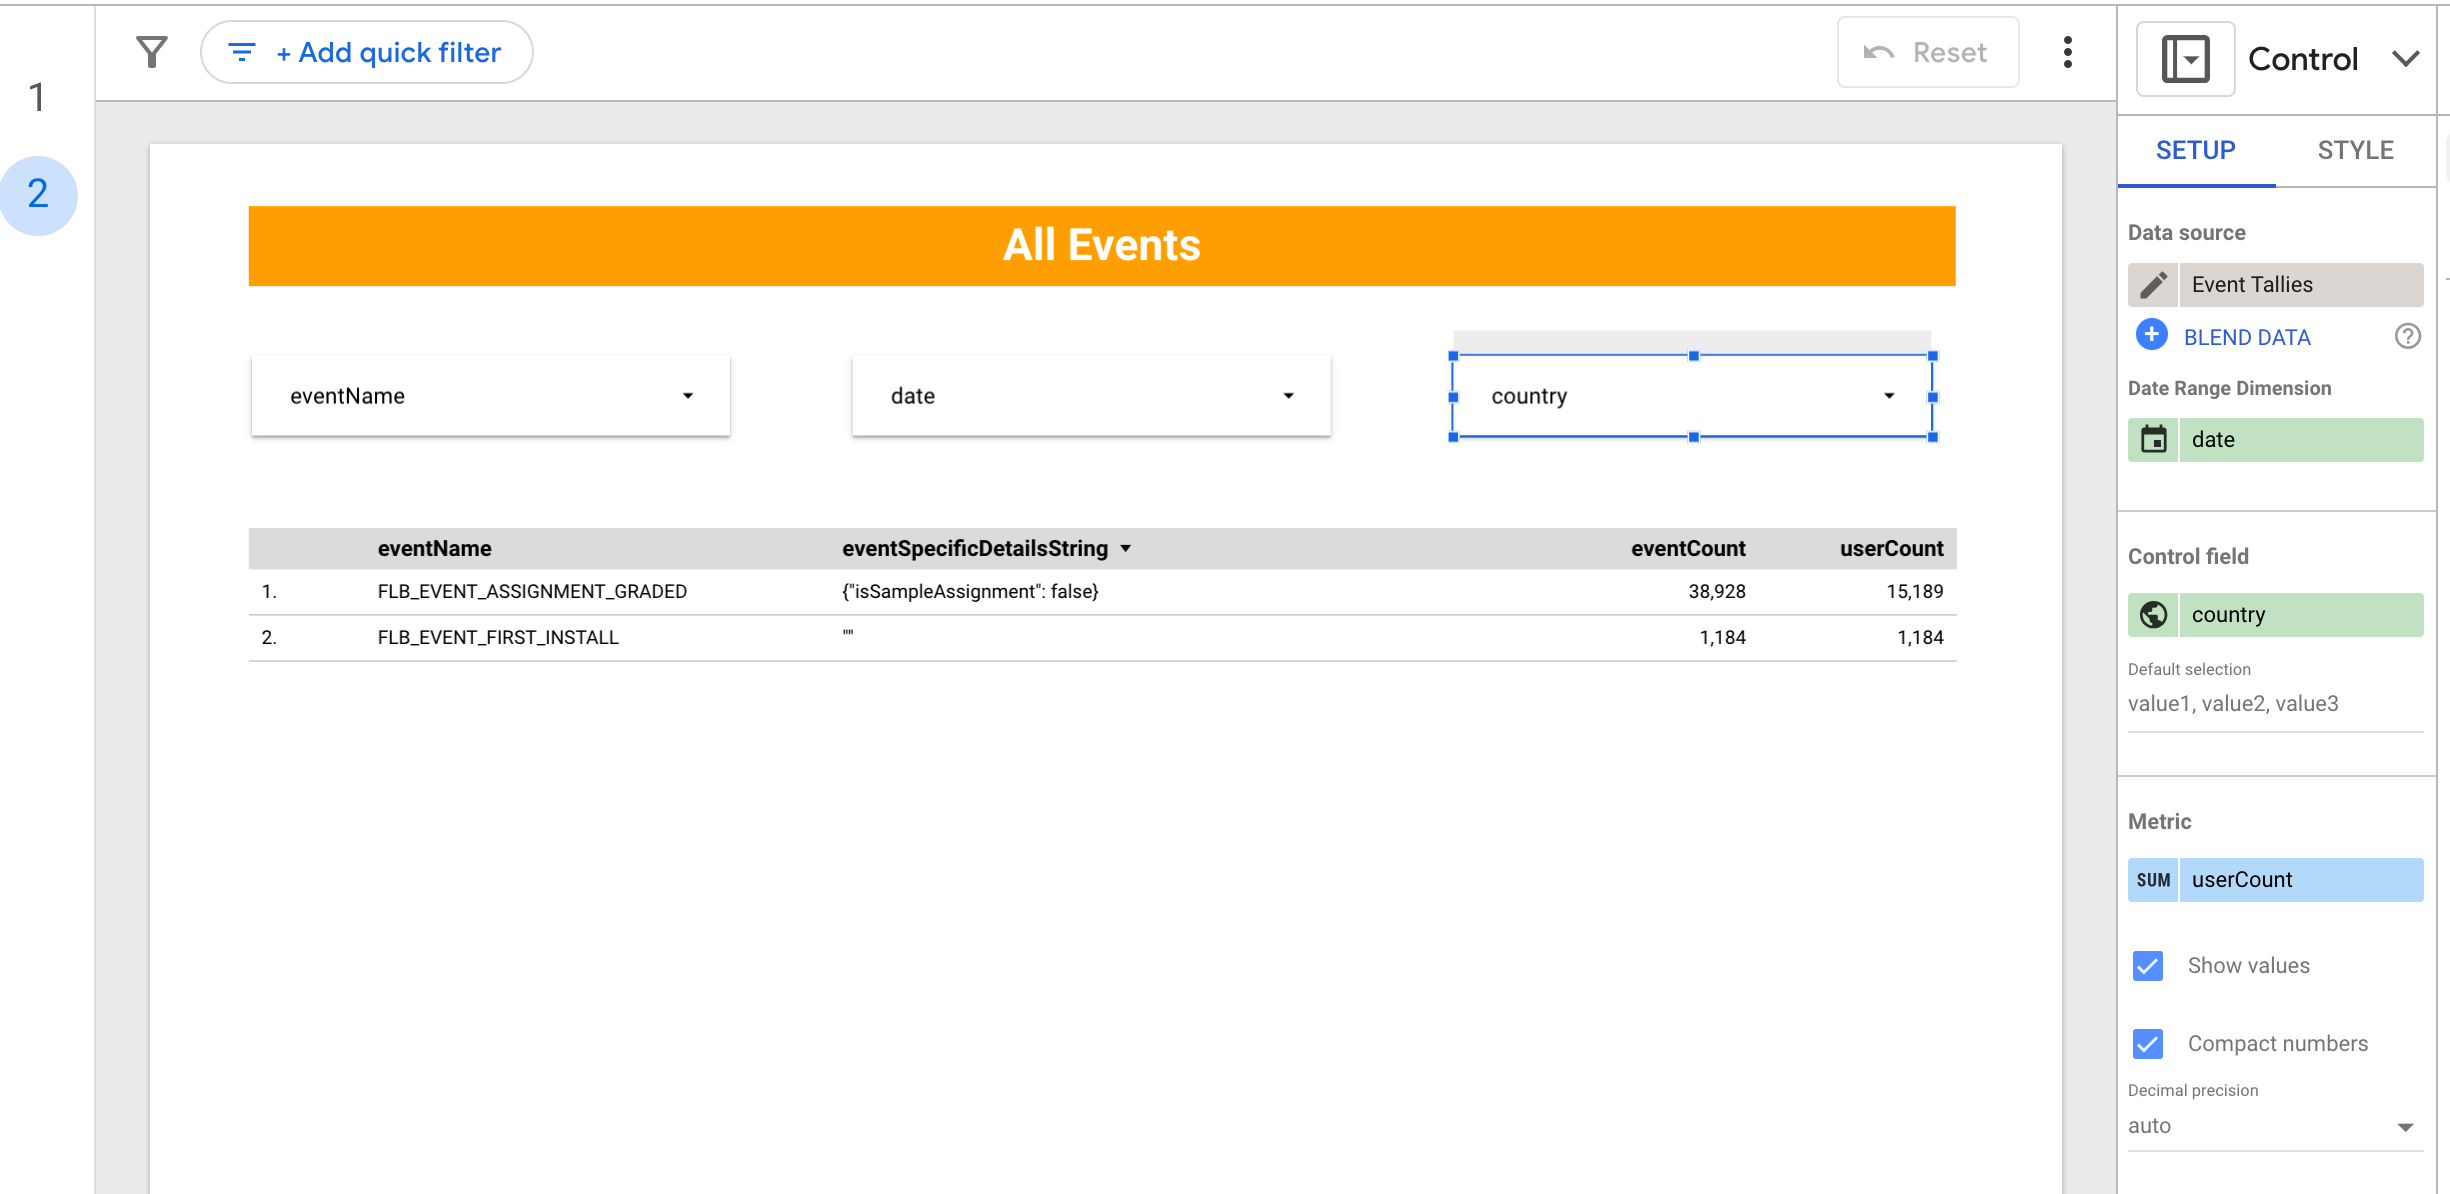 1
2
+ Add quick filter
Reset
All Events
eventName
date
country
eventName eventSpecificDetailsString eventCount userCount
1. FLB_EVENT_ASSIGNMENT_GRADED {"isSampleAssignment": false} 38,928 15,189
2. FLB_EVENT_FIRST_INSTALL "" 1,184 1,184
Control
SETUP STYLE
Data source
Event Tallies
BLEND DATA
Date Range Dimension
date
Control field
country
Default selection
value1, value2, value3
Metric
SUM userCount
Show values
Compact numbers
Decimal precision
auto